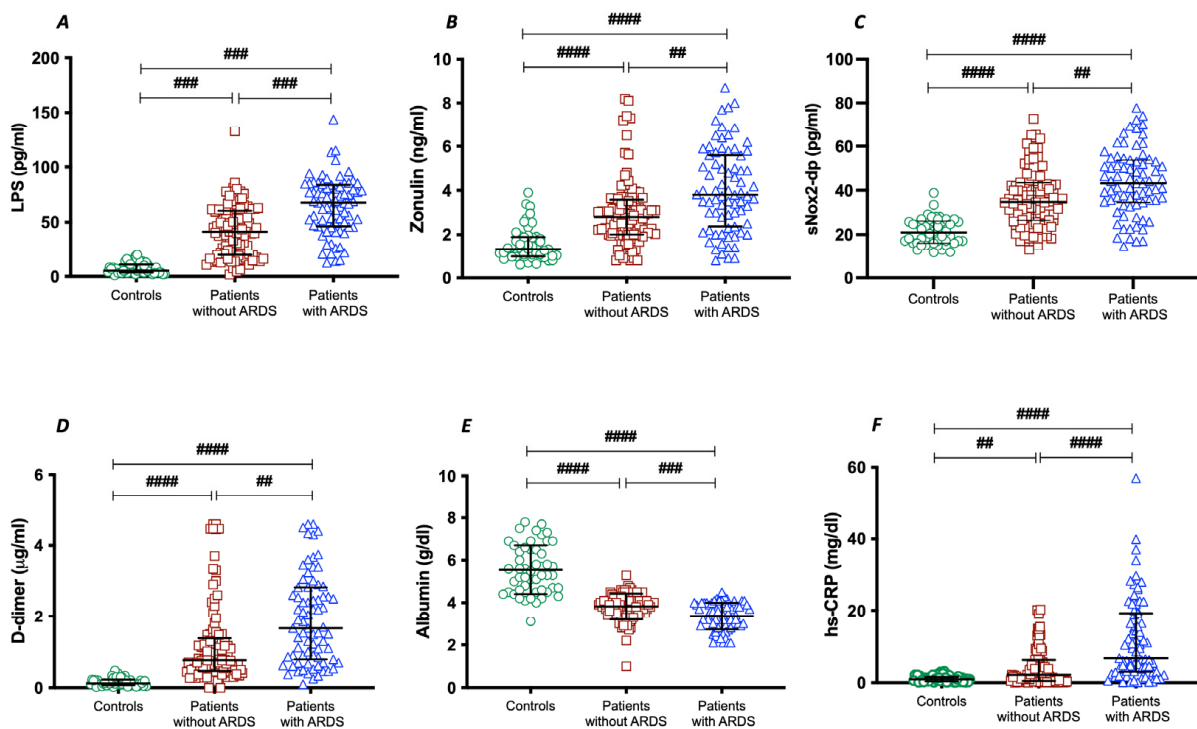 A
###
###
###
LPS (pg/ml)
200
150
100
50
0
Controls
Patients
without ARDS
Patients
with ARDS
B
####
####
##
Zonulin (ng/ml)
10
8
6
4
2
0
Controls
Patients
without ARDS
Patients
with ARDS
C
####
####
##
sNox2-dp (pg/ml)
100
80
60
40
20
0
Controls
Patients
without ARDS
Patients
with ARDS
D
####
####
##
D-dimer (µg/ml)
6
4
2
0
Controls
Patients
without ARDS
Patients
with ARDS
E
####
####
###
Albumin (g/dl)
10
8
6
4
2
0
Controls
Patients
without ARDS
Patients
with ARDS
F
####
##
####
hs-CRP (mg/dl)
60
40
20
0
Controls
Patients
without ARDS
Patients
with ARDS